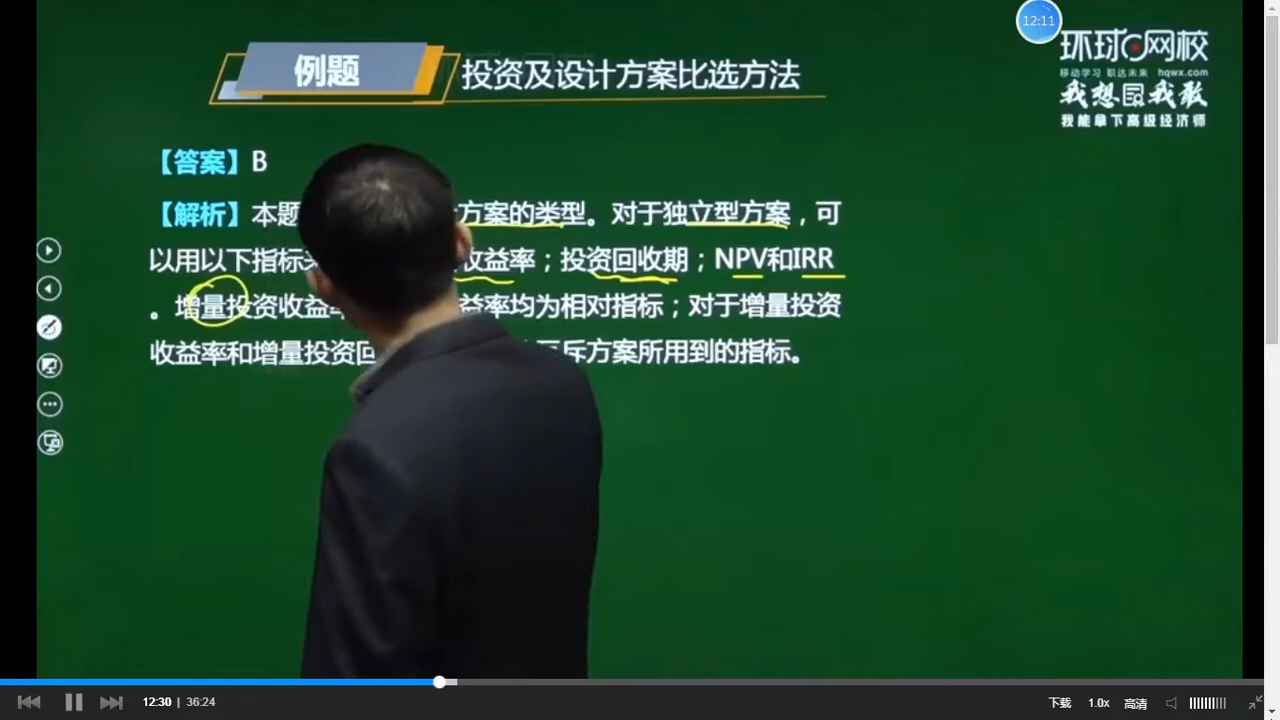 12:11
环球网校
移动学习 职达未来 hqwx.com
我想 我敢
我能拿下高级经济师
例题 投资及设计方案比选方法
【答案】B
【解析】本题 方案的类型。对于独立型方案，可
以用以下指标 收益率；投资回收期；NPV和IRR
。增量投资收益 益率均为相对指标；对于增量投资
收益率和增量投资回 互斥方案所用到的指标。
12:30 | 36:24
下载 1.0x 高清